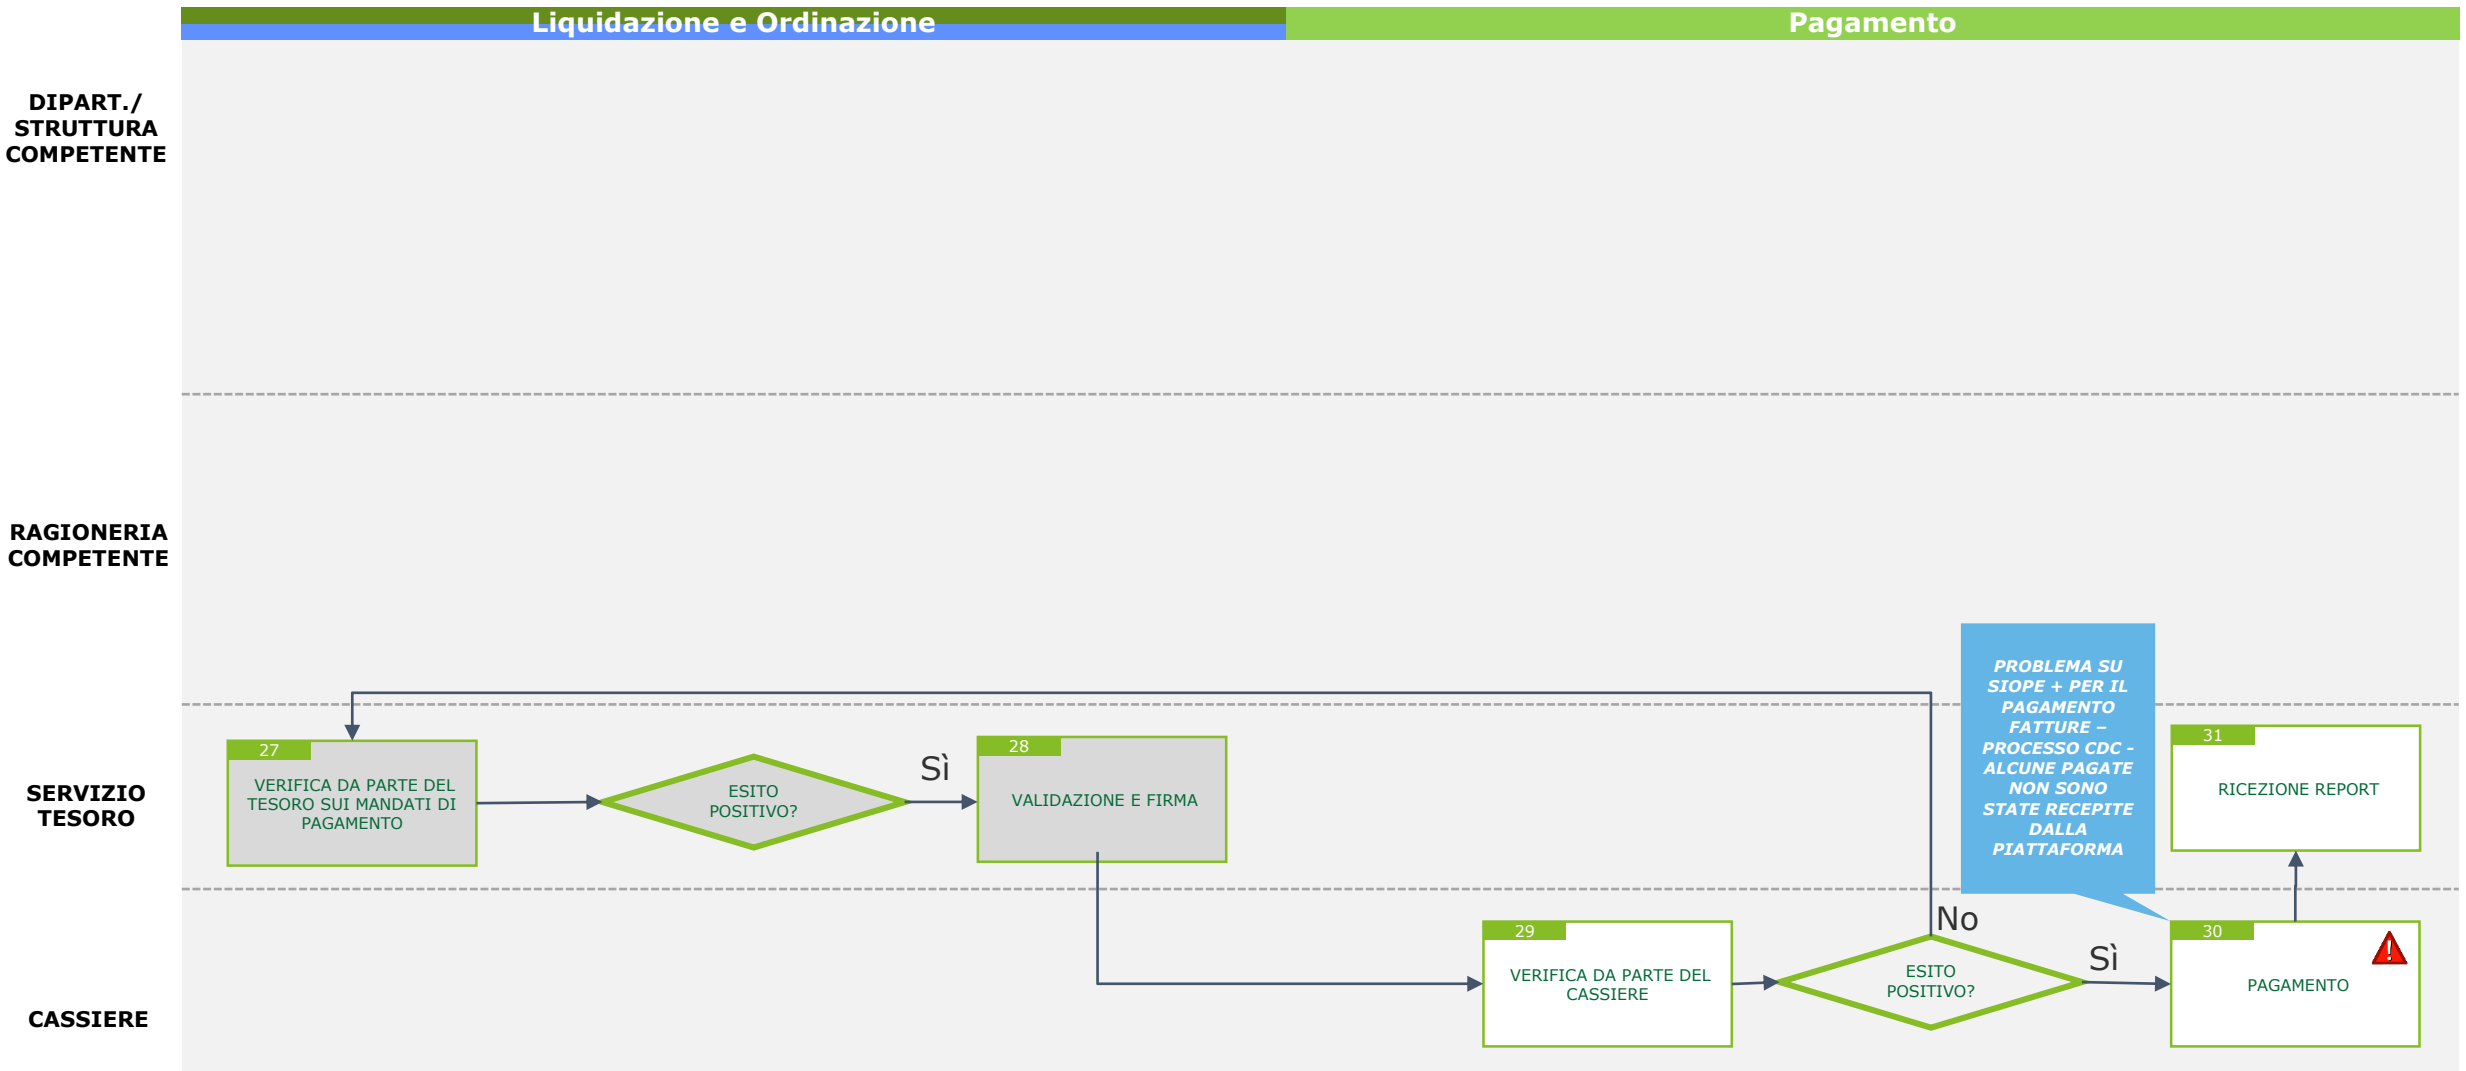 Liquidazione e Ordinazione
Pagamento
DIPART./
STRUTTURA
COMPETENTE
RAGIONERIA
COMPETENTE
SERVIZIO
TESORO
27
VERIFICA DA PARTE DEL
TESORO SUI MANDATI DI
PAGAMENTO
ESITO
POSITIVO?
Sì
28
VALIDAZIONE E FIRMA
PROBLEMA SU
SIOPE + PER IL
PAGAMENTO
FATTURE –
PROCESSO CDC -
ALCUNE PAGATE
NON SONO
STATE RECEPITE
DALLA
PIATTAFORMA
31
RICEZIONE REPORT
CASSIERE
29
VERIFICA DA PARTE DEL
CASSIERE
No
ESITO
POSITIVO?
Sì
30
PAGAMENTO